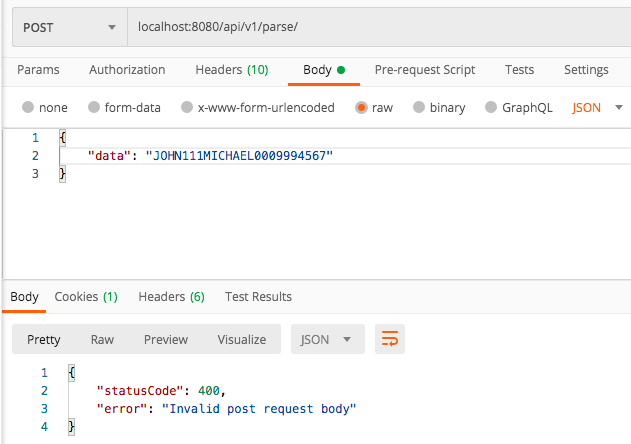 POST localhost:8080/api/v1/parse/
Params Authorization Headers (10) Body Pre-request Script Tests Settings
none form-data x-www-form-urlencoded raw binary GraphQL JSON
1 {
2 "data": "JOHN111MICHAEL0009994567"
3 }
Body Cookies (1) Headers (6) Test Results
Pretty Raw Preview Visualize JSON
1 {
2 "statusCode": 400,
3 "error": "Invalid post request body"
4 }